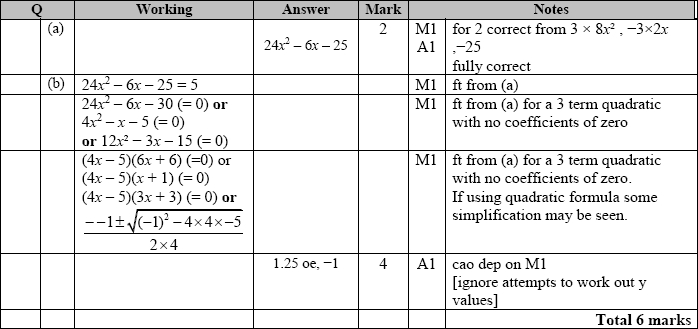 Q Working Answer Mark Notes
(a) 2 M1 for 2 correct from 3 × 8x² , −3×2x
24x² – 6x – 25 A1 ,–25
fully correct
(b) 24x² – 6x – 25 = 5 M1 ft from (a)
24x² – 6x – 30 (= 0) or M1 ft from (a) for a 3 term quadratic
4x² – x – 5 (= 0) with no coefficients of zero
or 12x² – 3x – 15 (= 0)
(4x – 5)(6x + 6) (=0) or M1 ft from (a) for a 3 term quadratic
(4x – 5)(x + 1) (= 0) with no coefficients of zero.
(4x – 5)(3x + 3) (= 0) or If using quadratic formula some
−−1±√((−1)²−4×4×−5) simplification may be seen.
2×4
1.25 oe, −1 4 A1 cao dep on M1
[ignore attempts to work out y
values]
Total 6 marks